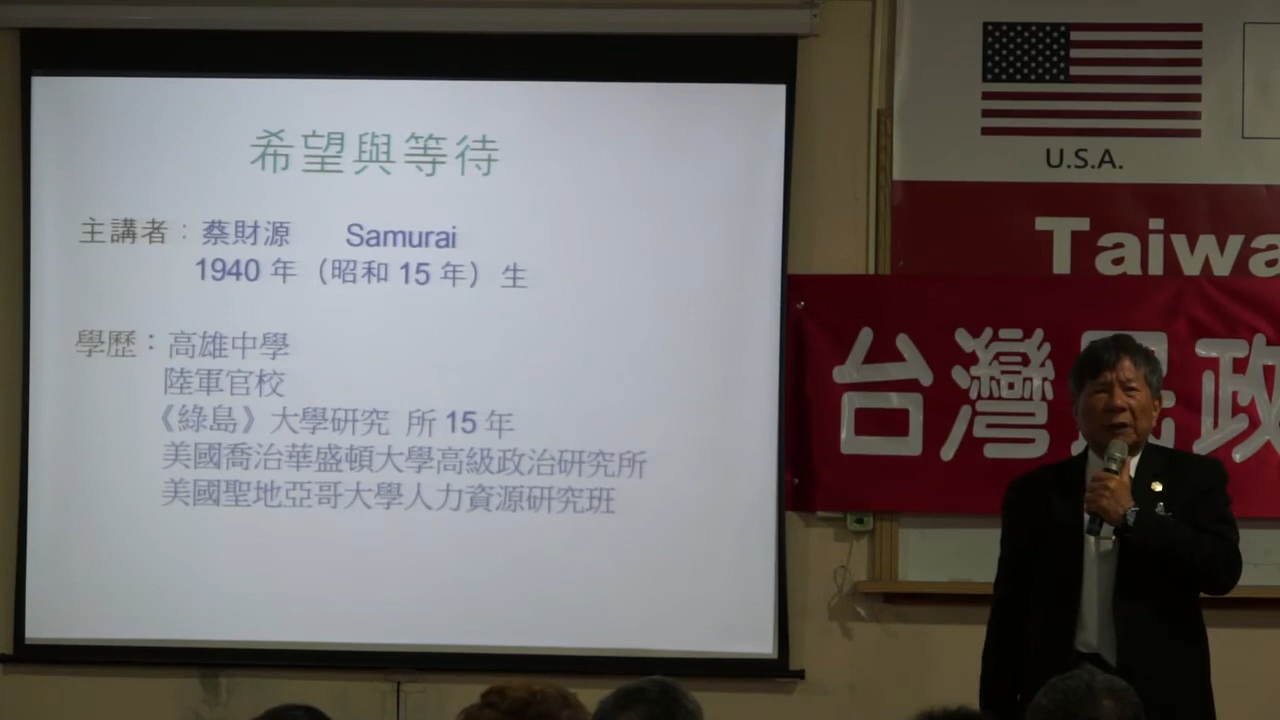 希望與等待
主講者：蔡財源 Samurai
1940 年（昭和 15 年）生
學歷：高雄中學
陸軍官校
《綠島》大學研究 所 15 年
美國喬治華盛頓大學高級政治研究所
美國聖地亞哥大學人力資源研究班
U.S.A.
Taiwa
台灣民政